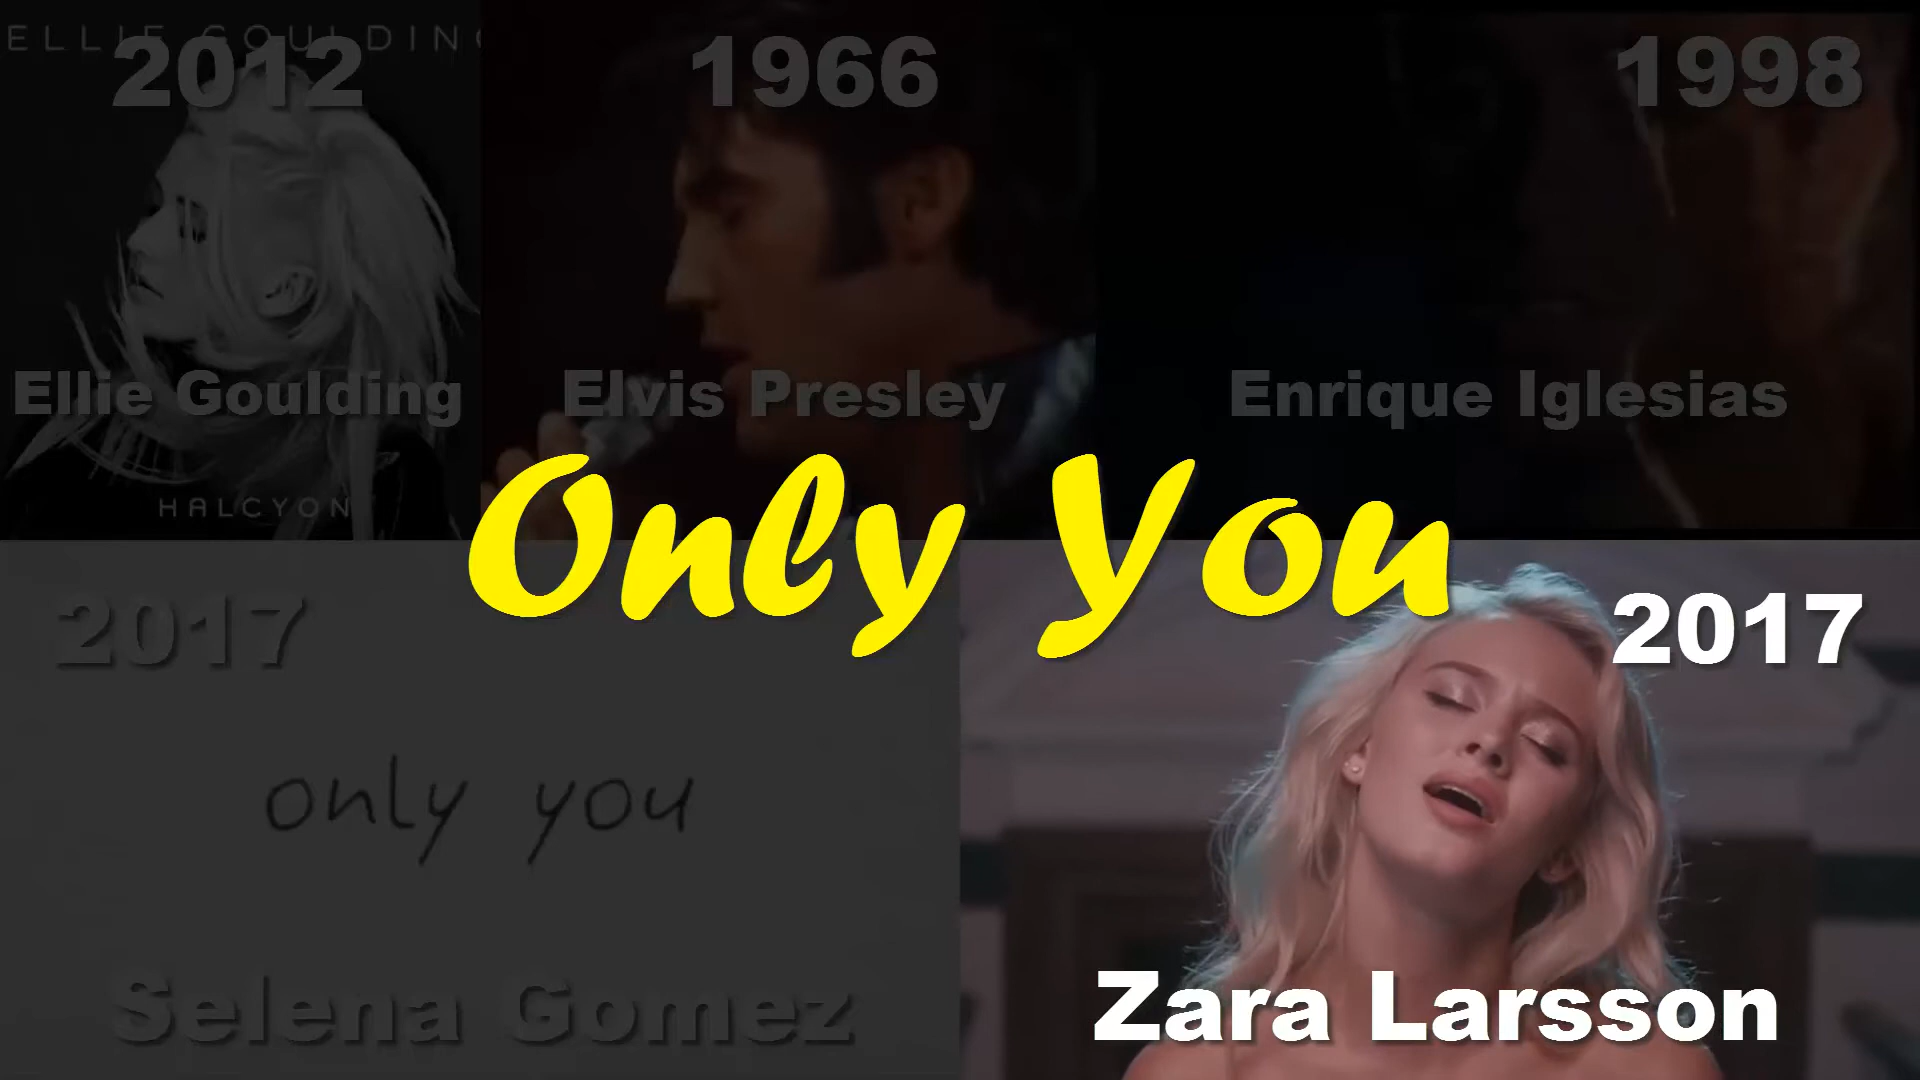 ELLIE GOULDING
2012
1966
1998
Ellie Goulding
Elvis Presley
Enrique Iglesias
HALCYON
Only You
2017
2017
only you
Selena Gomez
Zara Larsson